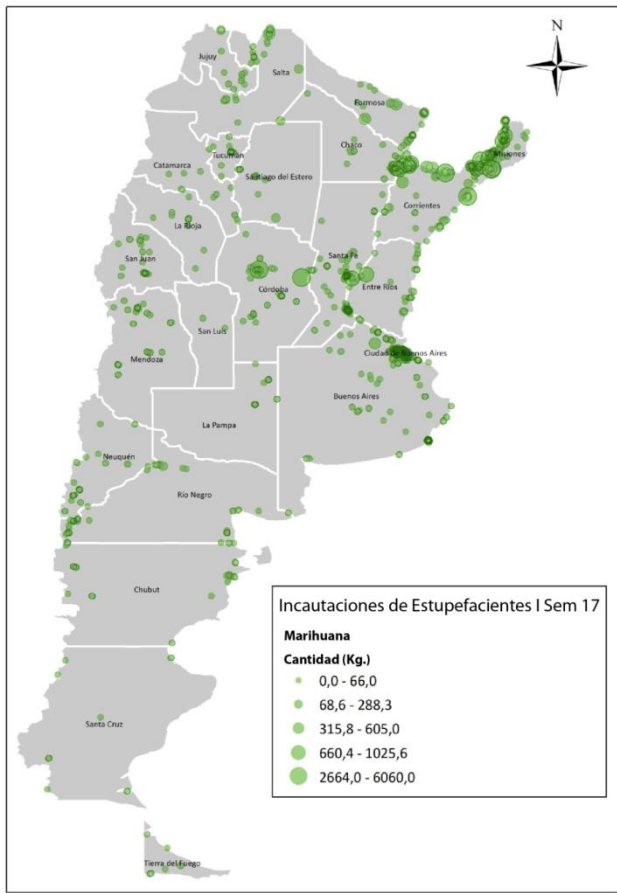 N
Jujuy
Salta
Formosa
Chaco
Misiones
Tucumán
Catamarca
Santiago del Estero
Corrientes
La Rioja
Santa Fe
San Juan
Córdoba
Entre Ríos
San Luis
Mendoza
Ciudad de Buenos Aires
Buenos Aires
La Pampa
Neuquén
Río Negro
Chubut
Santa Cruz
Tierra del Fuego
Incautaciones de Estupefacientes I Sem 17
Marihuana
Cantidad (Kg.)
0,0 - 66,0
68,6 - 288,3
315,8 - 605,0
660,4 - 1025,6
2664,0 - 6060,0